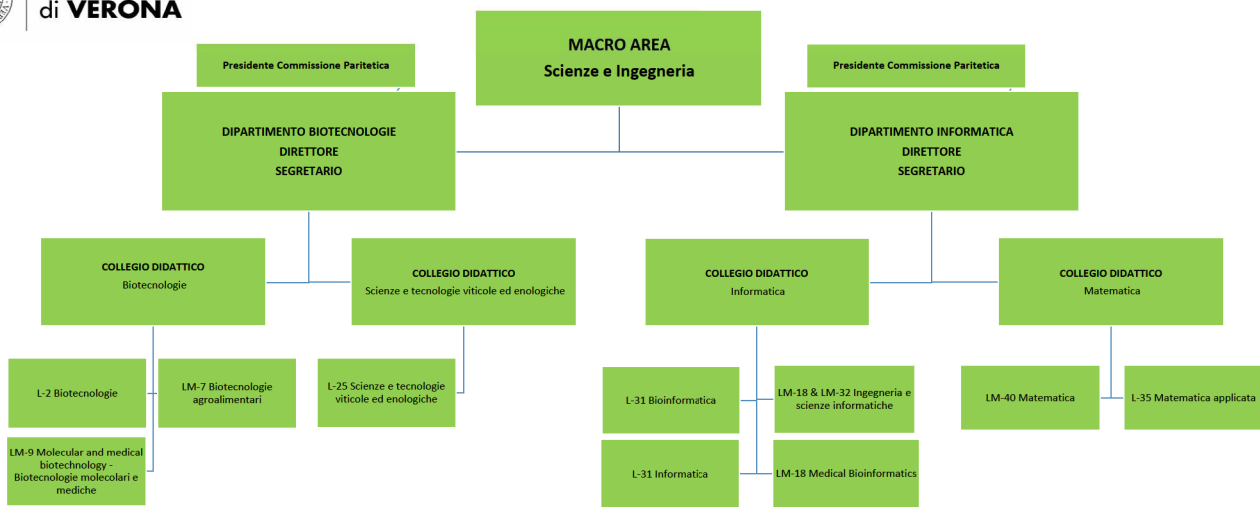 di VERONA
MACRO AREA
Scienze e Ingegneria
Presidente Commissione Paritetica
Presidente Commissione Paritetica
DIPARTIMENTO BIOTECNOLOGIE
DIRETTORE
SEGRETARIO
DIPARTIMENTO INFORMATICA
DIRETTORE
SEGRETARIO
COLLEGIO DIDATTICO
Biotecnologie
COLLEGIO DIDATTICO
Scienze e tecnologie viticole ed enologiche
COLLEGIO DIDATTICO
Informatica
COLLEGIO DIDATTICO
Matematica
L-2 Biotecnologie
LM-7 Biotecnologie
agroalimentari
L-25 Scienze e tecnologie
viticole ed enologiche
L-31 Bioinformatica
LM-18 & LM-32 Ingegneria e
scienze informatiche
LM-40 Matematica
L-35 Matematica applicata
LM-9 Molecular and medical
biotechnology -
Biotecnologie molecolari e
mediche
L-31 Informatica
LM-18 Medical Bioinformatics